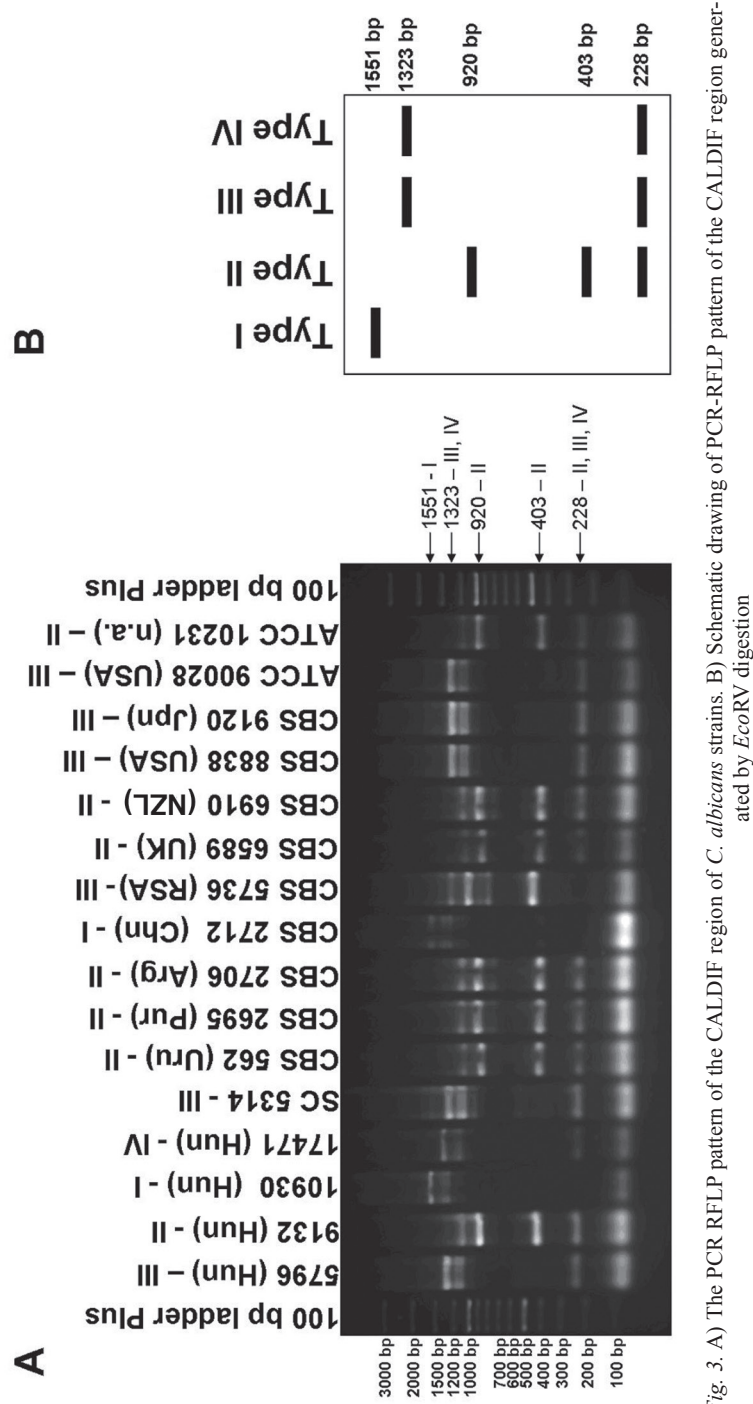 A
100 bp ladder Plus
5796 (Hun) – III
9132 (Hun) - II
10930 (Hun) - I
17471 (Hun) - IV
SC 5314 - III
CBS 562 (Uru) - II
CBS 2695 (Pur) - II
CBS 2706 (Arg) - II
CBS 2712 (Chn) - I
CBS 5736 (RSA)- III
CBS 6589 (UK) - II
CBS 6910 (NZL) - II
CBS 8838 (USA) – III
CBS 9120 (Jpn) – III
ATCC 90028 (USA) – III
ATCC 10231 (n.a.) – II
100 bp ladder Plus
3000 bp
2000 bp
1500 bp
1200 bp
1000 bp
700 bp
600 bp
500 bp
400 bp
300 bp
200 bp
100 bp
1551 - I
1323 – III, IV
920 – II
403 – II
228 – II, III, IV
B
Type I
Type II
Type III
Type IV
1551 bp
1323 bp
920 bp
403 bp
228 bp
ig. 3. A) The PCR RFLP pattern of the CALDIF region of C. albicans strains. B) Schematic drawing of PCR-RFLP pattern of the CALDIF region gener-
ated by EcoRV digestion